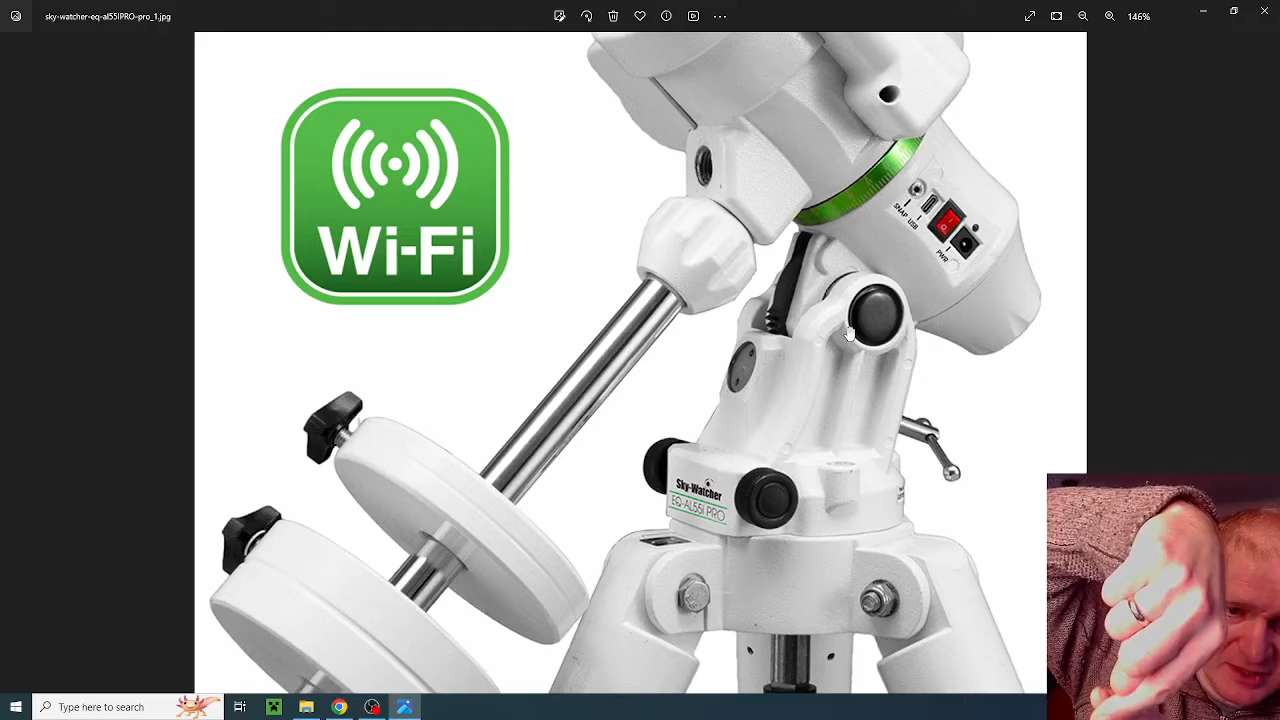 sky-watcher-eq-al55iPRO-pro_1.jpg
146%
Wi-Fi
SNAP
USB
PWR
Sky-Watcher
EQ-AL55i PRO
Type here to search